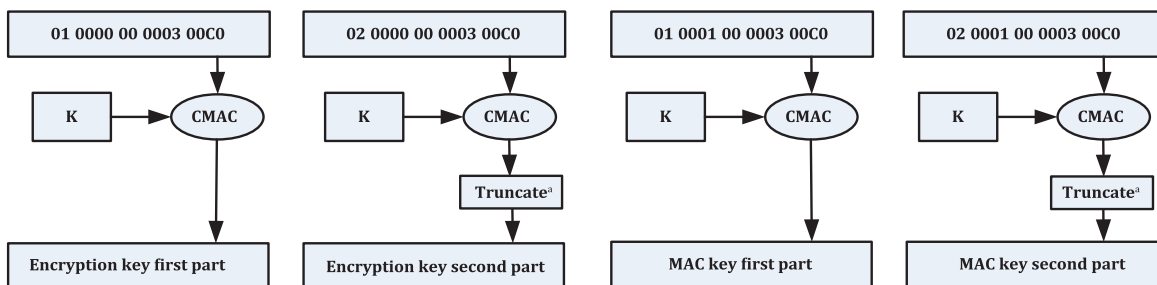 01 0000 00 0003 00C0
K
CMAC
Encryption key first part
02 0000 00 0003 00C0
K
CMAC
Truncateᵃ
Encryption key second part
01 0001 00 0003 00C0
K
CMAC
MAC key first part
02 0001 00 0003 00C0
K
CMAC
Truncateᵃ
MAC key second part